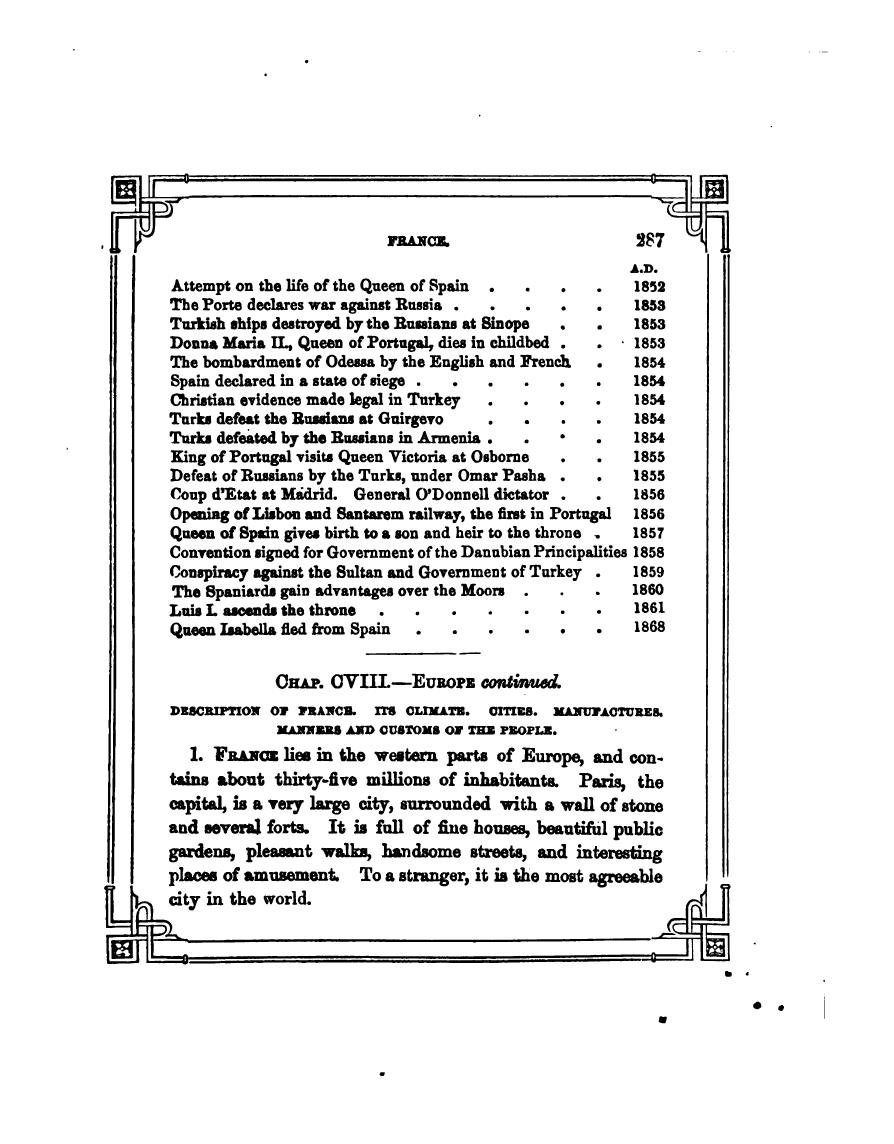 FRANCE. 287
A.D.
Attempt on the life of the Queen of Spain . . . . 1852
The Porte declares war against Russia . . . . . 1853
Turkish ships destroyed by the Russians at Sinope . . 1853
Donna Maria II., Queen of Portugal, dies in childbed . . 1853
The bombardment of Odessa by the English and French . 1854
Spain declared in a state of siege . . . . . . 1854
Christian evidence made legal in Turkey . . . . 1854
Turks defeat the Russians at Guirgevo . . . . 1854
Turks defeated by the Russians in Armenia . . . . 1854
King of Portugal visits Queen Victoria at Osborne . . 1855
Defeat of Russians by the Turks, under Omar Pasha . . 1855
Coup d'Etat at Madrid. General O'Donnell dictator . . 1856
Opening of Lisbon and Santarem railway, the first in Portugal 1856
Queen of Spain gives birth to a son and heir to the throne . 1857
Convention signed for Government of the Danubian Principalities 1858
Conspiracy against the Sultan and Government of Turkey . 1859
The Spaniards gain advantages over the Moors . . . 1860
Luis I. ascends the throne . . . . . . . 1861
Queen Isabella fled from Spain . . . . . . 1868
CHAP. CVIII.—EUROPE continued.
DESCRIPTION OF FRANCE. ITS CLIMATE. CITIES. MANUFACTURES.
MANNERS AND CUSTOMS OF THE PEOPLE.
1. FRANCE lies in the western parts of Europe, and con-
tains about thirty-five millions of inhabitants. Paris, the
capital, is a very large city, surrounded with a wall of stone
and several forts. It is full of fine houses, beautiful public
gardens, pleasant walks, handsome streets, and interesting
places of amusement. To a stranger, it is the most agreeable
city in the world.